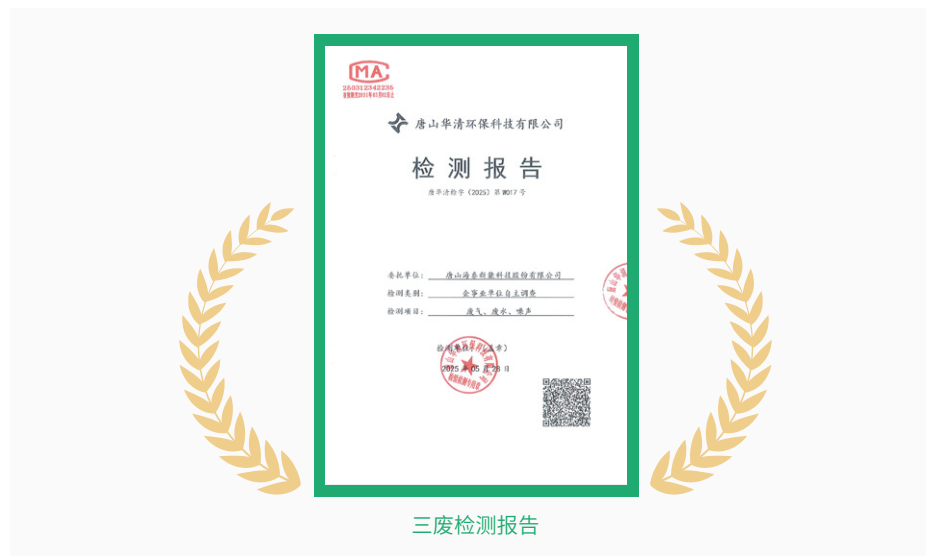 MA
250312342235
唐山华清环保科技有限公司
检测报告
唐华清检字（2025）第W017号
委托单位： 唐山海泰新能科技股份有限公司
检测类别： 企事业单位自主调查
检测项目： 废气、废水、噪声
检测单位：（盖章）
2025年05月28日
三废检测报告